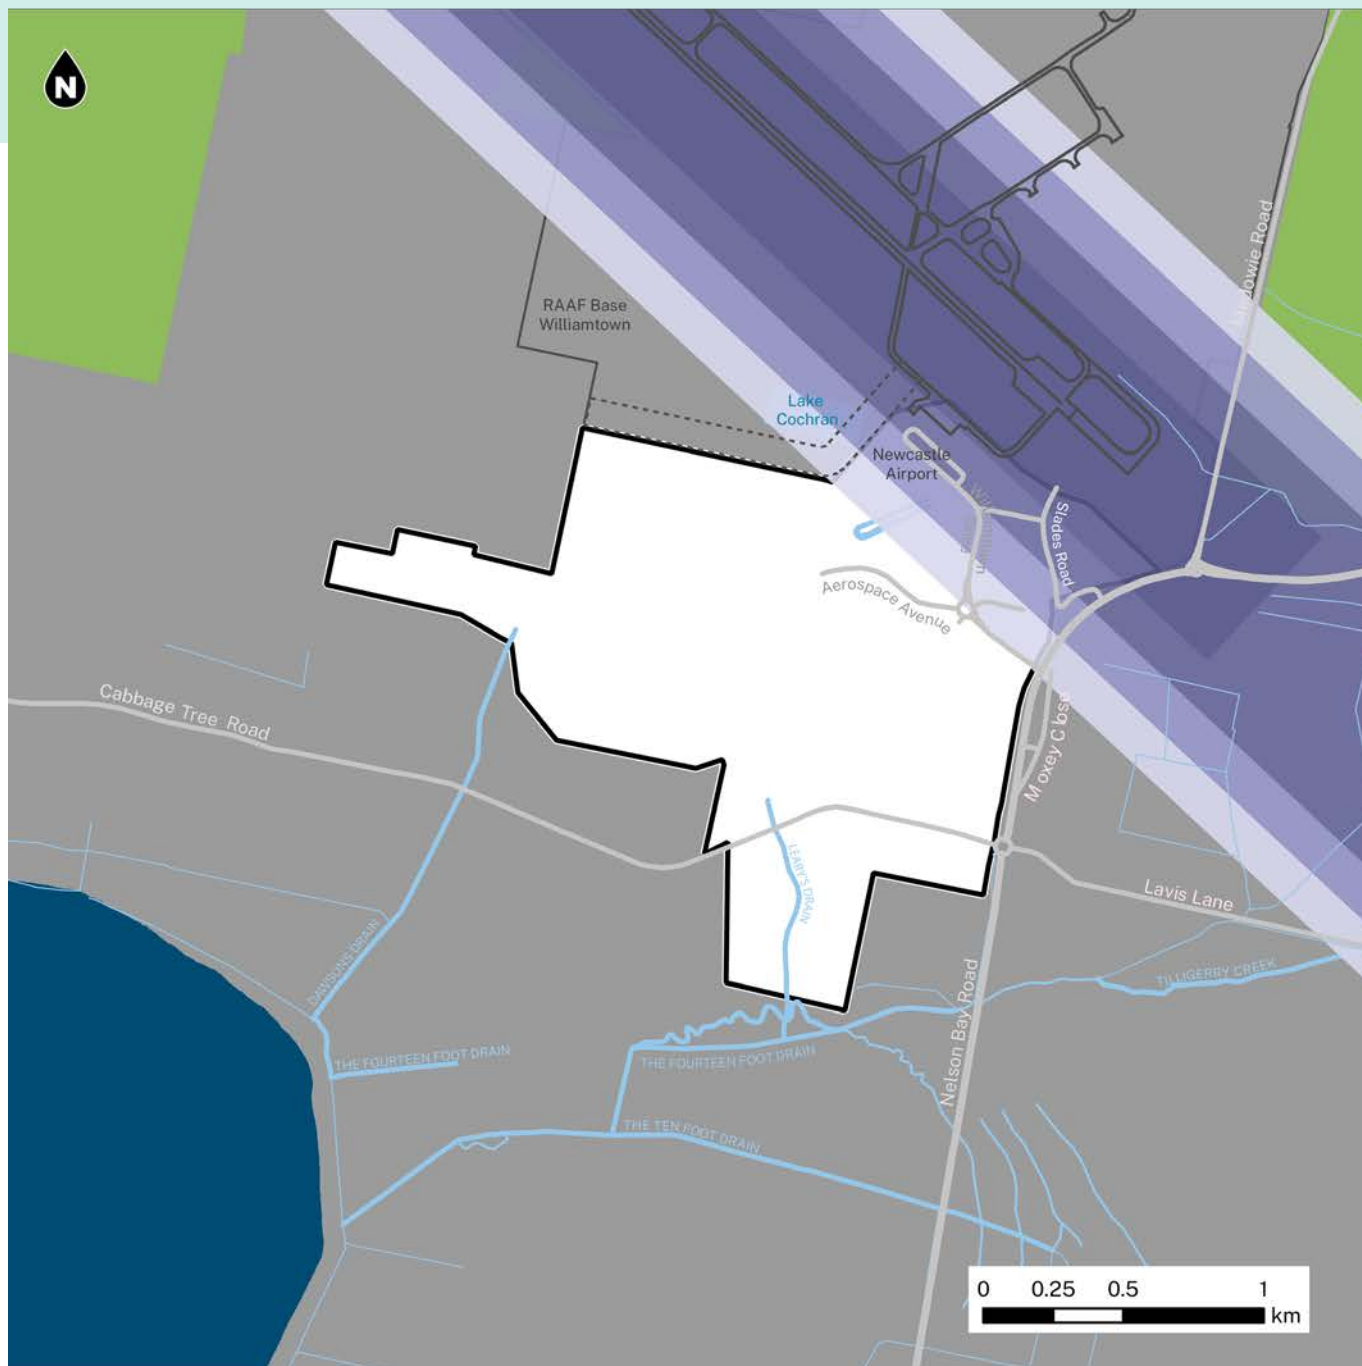 N
RAAF Base
Williamtown
Lake
Cochran
Newcastle
Airport
Slades Road
Aerospace Avenue
Cabbage Tree Road
Moxey Close
LEARY'S DRAIN
Lavis Lane
DAWSONS DRAIN
TILLIGERRY CREEK
Nelson Bay Road
THE FOURTEEN FOOT DRAIN
THE FOURTEEN FOOT DRAIN
THE TEN FOOT DRAIN
0 0.25 0.5 1
km